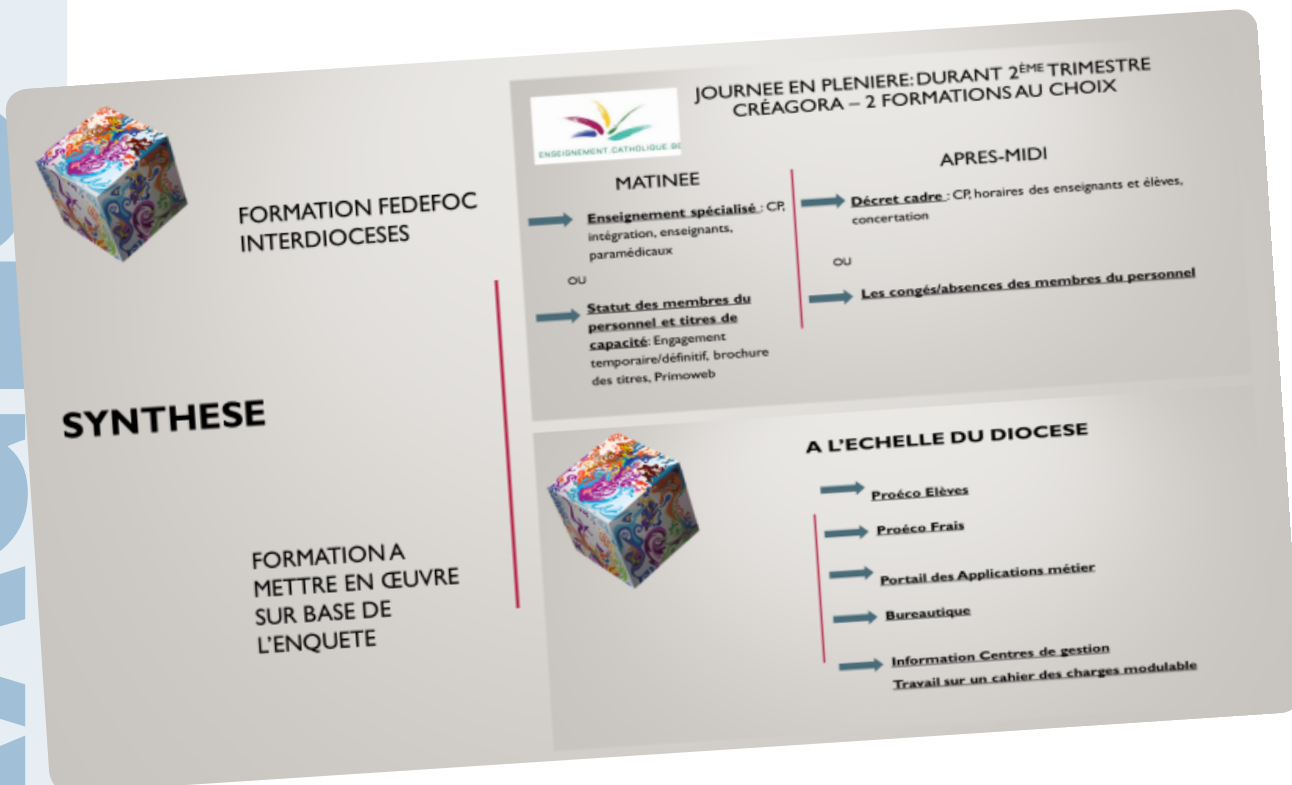 SYNTHESE
FORMATION FEDEFOC
INTERDIOCESES
FORMATION A
METTRE EN ŒUVRE
SUR BASE DE
L'ENQUETE
ENSEIGNEMENT.CATHOLIQUE.BE
JOURNEE EN PLENIERE: DURANT 2ÈME TRIMESTRE
CRÉAGORA – 2 FORMATIONS AU CHOIX
MATINEE
Enseignement spécialisé : CP,
intégration, enseignants,
paramédicaux
OU
Statut des membres du
personnel et titres de
capacité: Engagement
temporaire/définitif, brochure
des titres, Primoweb
APRES-MIDI
Décret cadre : CP, horaires des enseignants et élèves,
concertation
OU
Les congés/absences des membres du personnel
A L'ECHELLE DU DIOCESE
Proéco Elèves
Proéco Frais
Portail des Applications métier
Bureautique
Information Centres de gestion
Travail sur un cahier des charges modulable